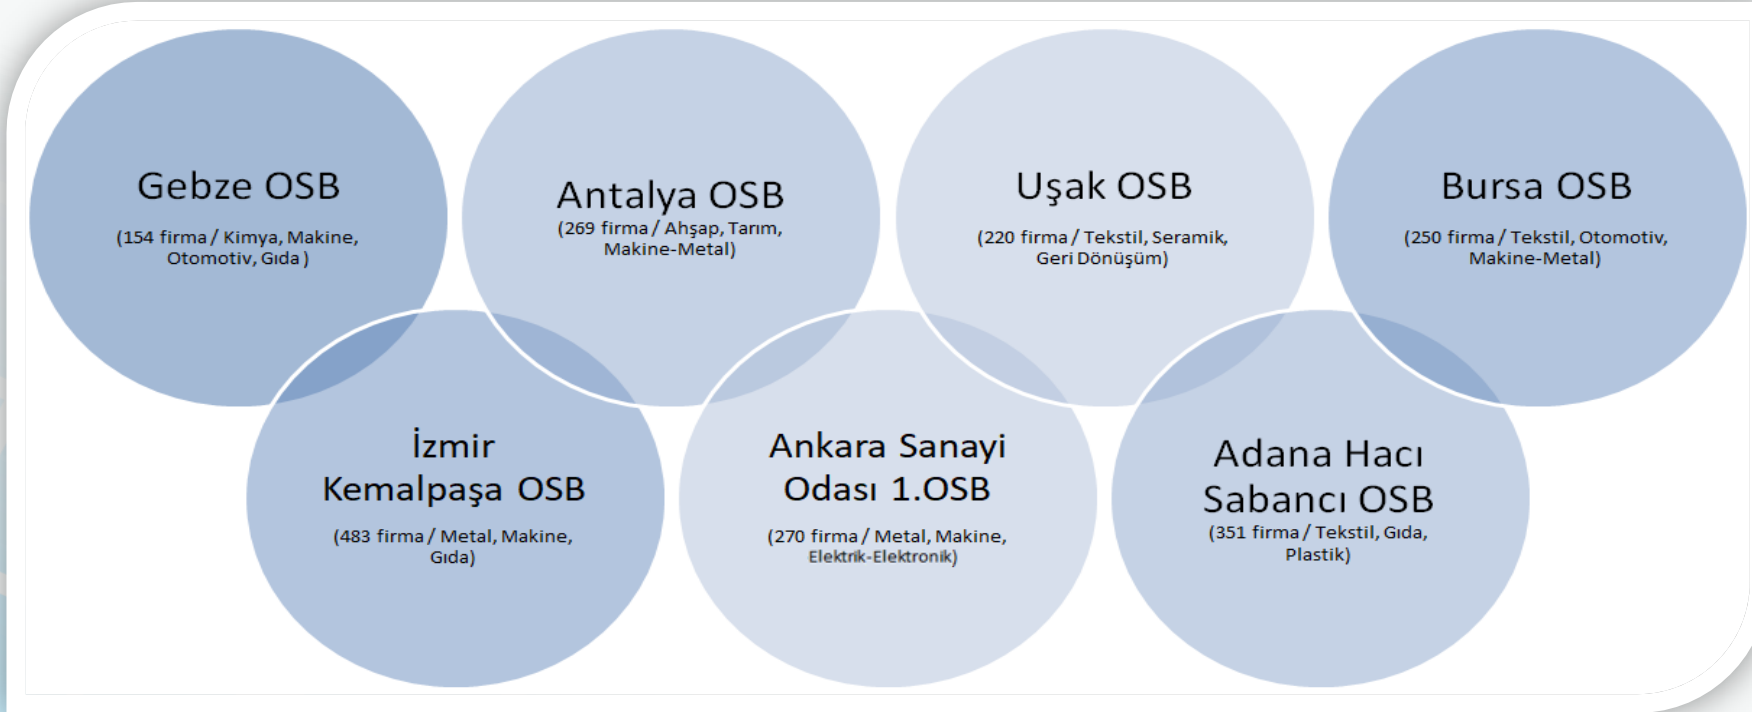 Gebze OSB
(154 firma / Kimya, Makine,
Otomotiv, Gıda )
Antalya OSB
(269 firma / Ahşap, Tarım,
Makine-Metal)
Uşak OSB
(220 firma / Tekstil, Seramik,
Geri Dönüşüm)
Bursa OSB
(250 firma / Tekstil, Otomotiv,
Makine-Metal)
İzmir
Kemalpaşa OSB
(483 firma / Metal, Makine,
Gıda)
Ankara Sanayi
Odası 1.OSB
(270 firma / Metal, Makine,
Elektrik-Elektronik)
Adana Hacı
Sabancı OSB
(351 firma / Tekstil, Gıda,
Plastik)